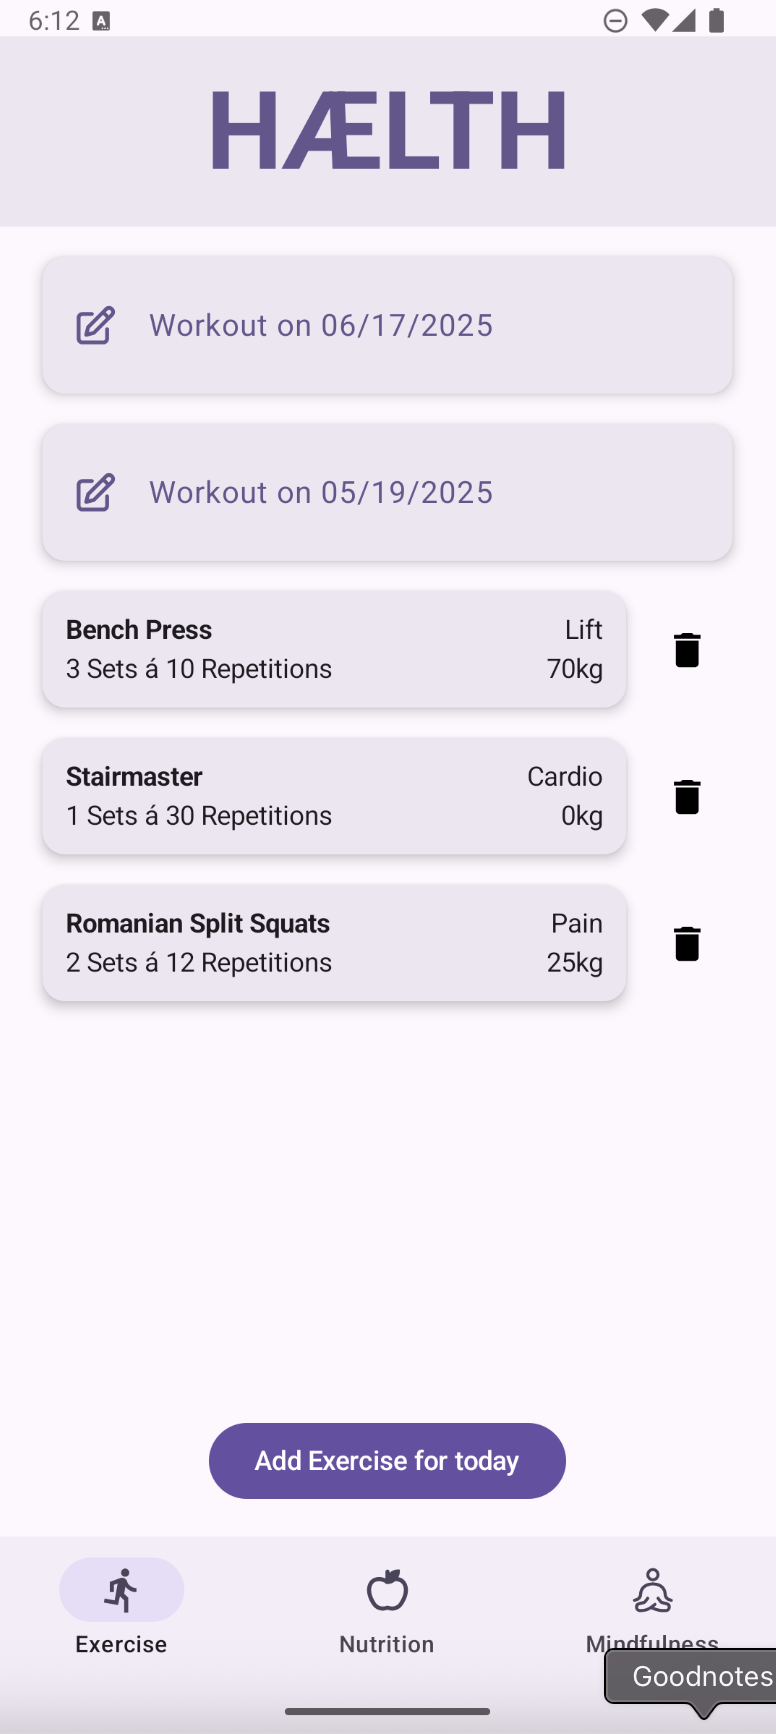 6:12 A
HÆLTH
Workout on 06/17/2025
Workout on 05/19/2025
Bench Press Lift
3 Sets á 10 Repetitions 70kg
Stairmaster Cardio
1 Sets á 30 Repetitions 0kg
Romanian Split Squats Pain
2 Sets á 12 Repetitions 25kg
Add Exercise for today
Exercise Nutrition Mindfulness
Goodnotes